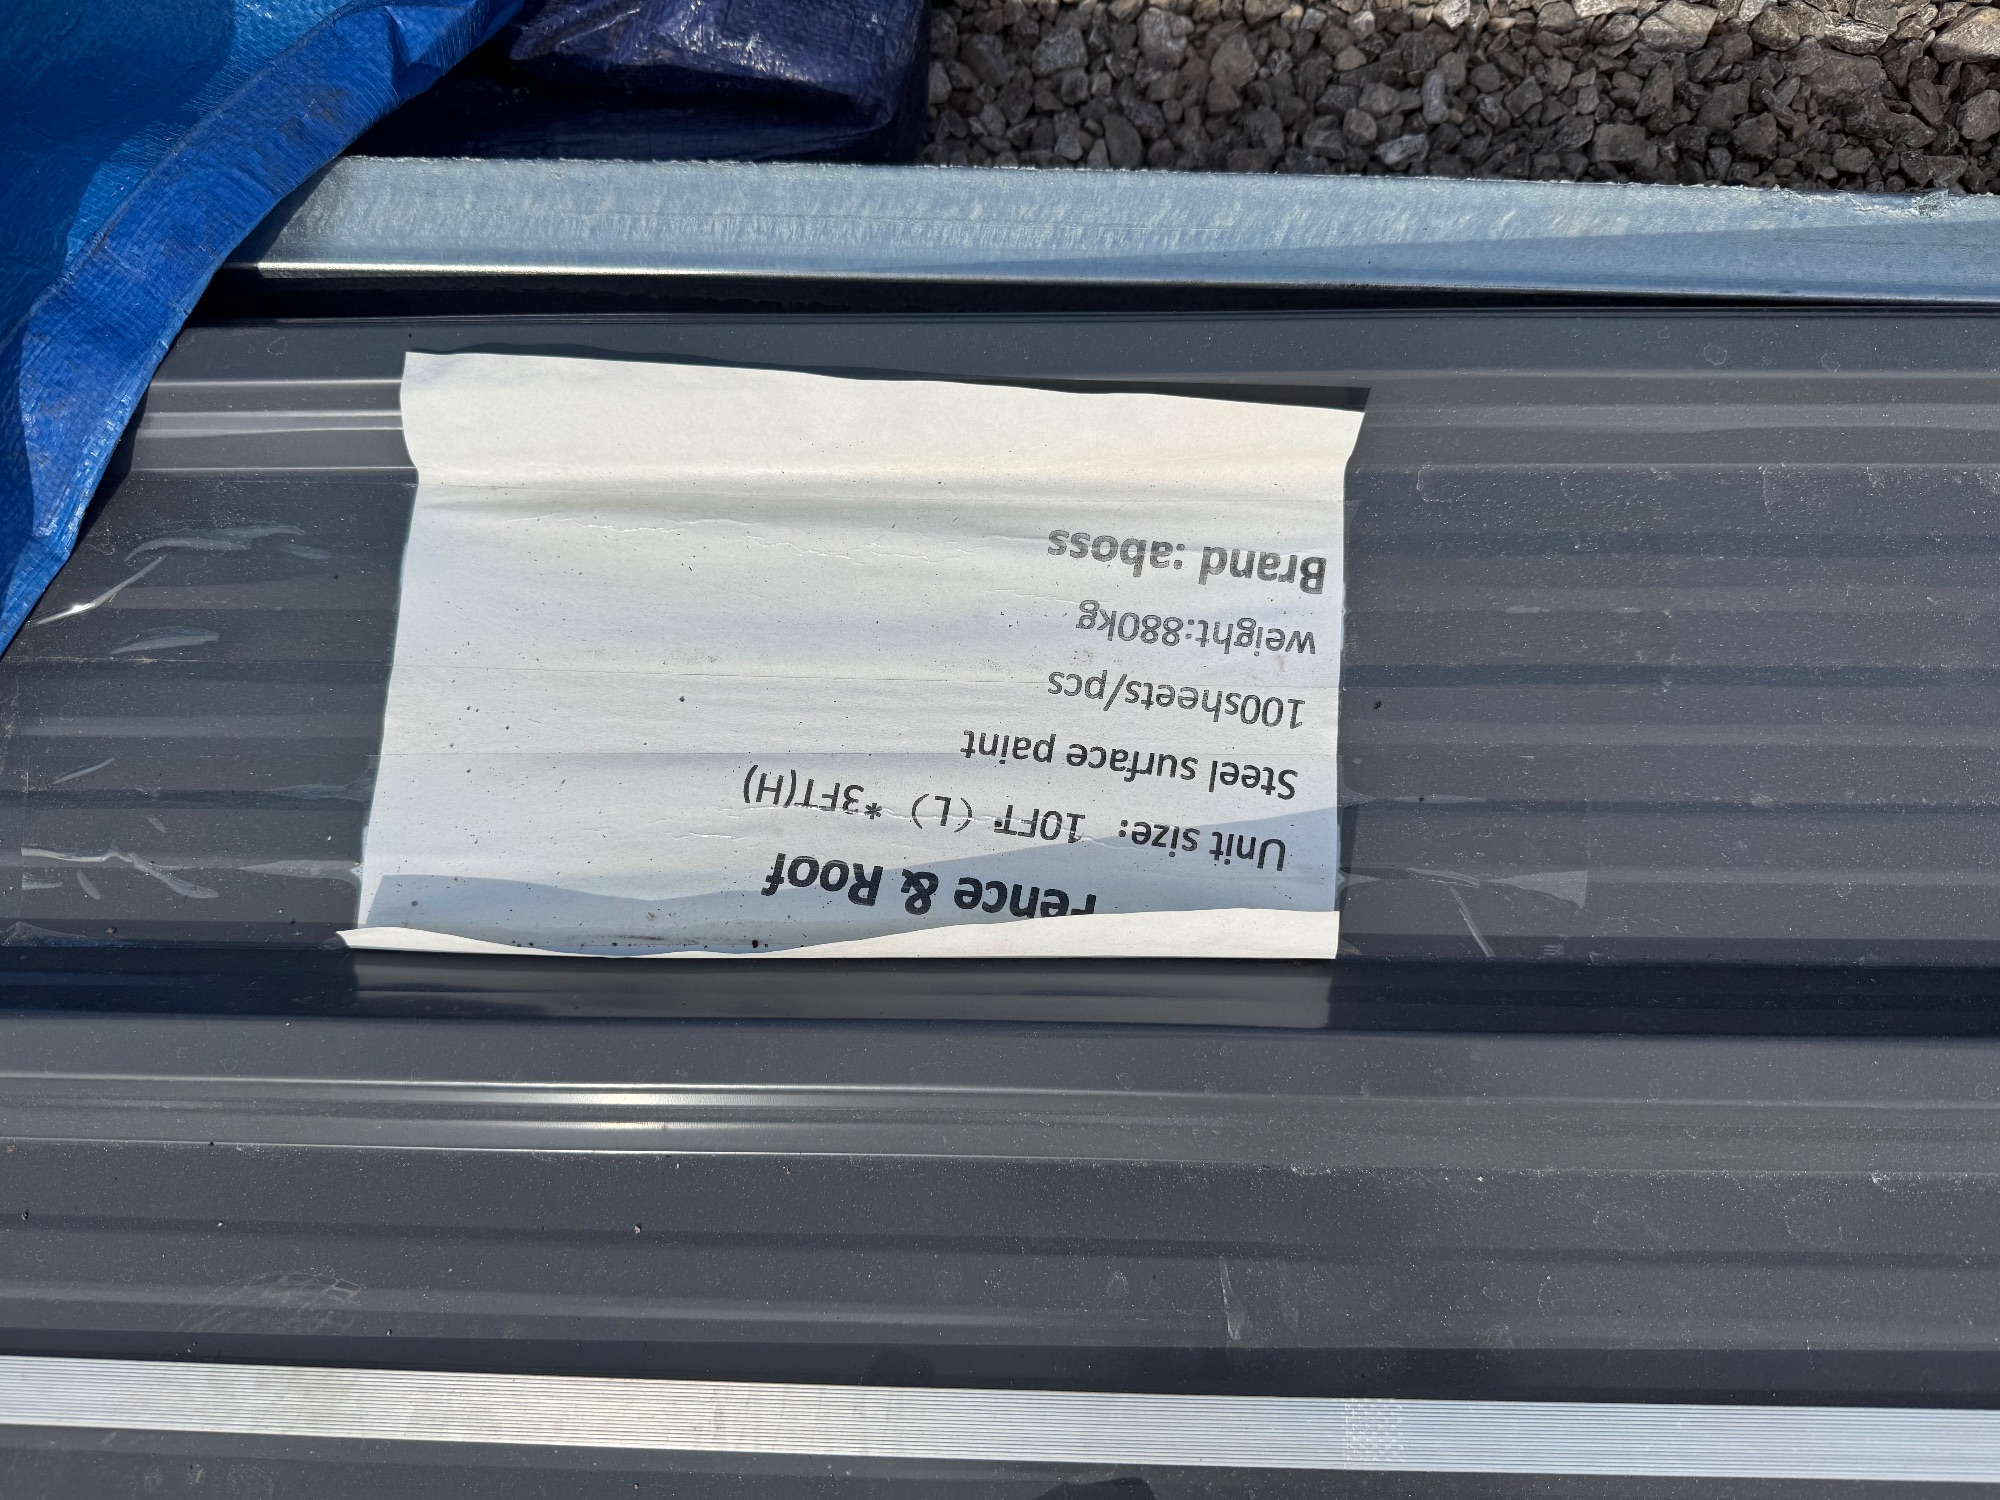 Fence & Roof
Unit size: 10FT (L) *3FT(H)
Steel surface paint
100sheets/pcs
weight:880kg
Brand :aboss